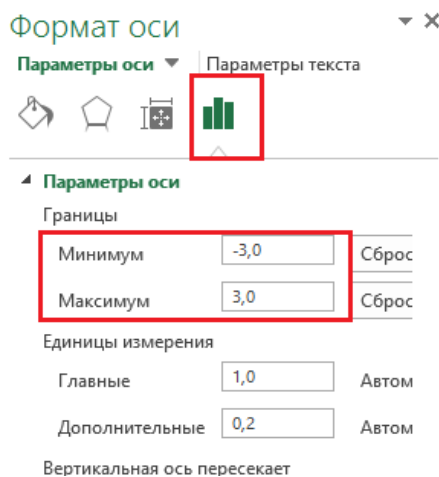 Формат оси
Параметры оси Параметры текста
Параметры оси
Границы
Минимум -3,0 Сброс
Максимум 3,0 Сброс
Единицы измерения
Главные 1,0 Автом
Дополнительные 0,2 Автом
Вертикальная ось пересекает